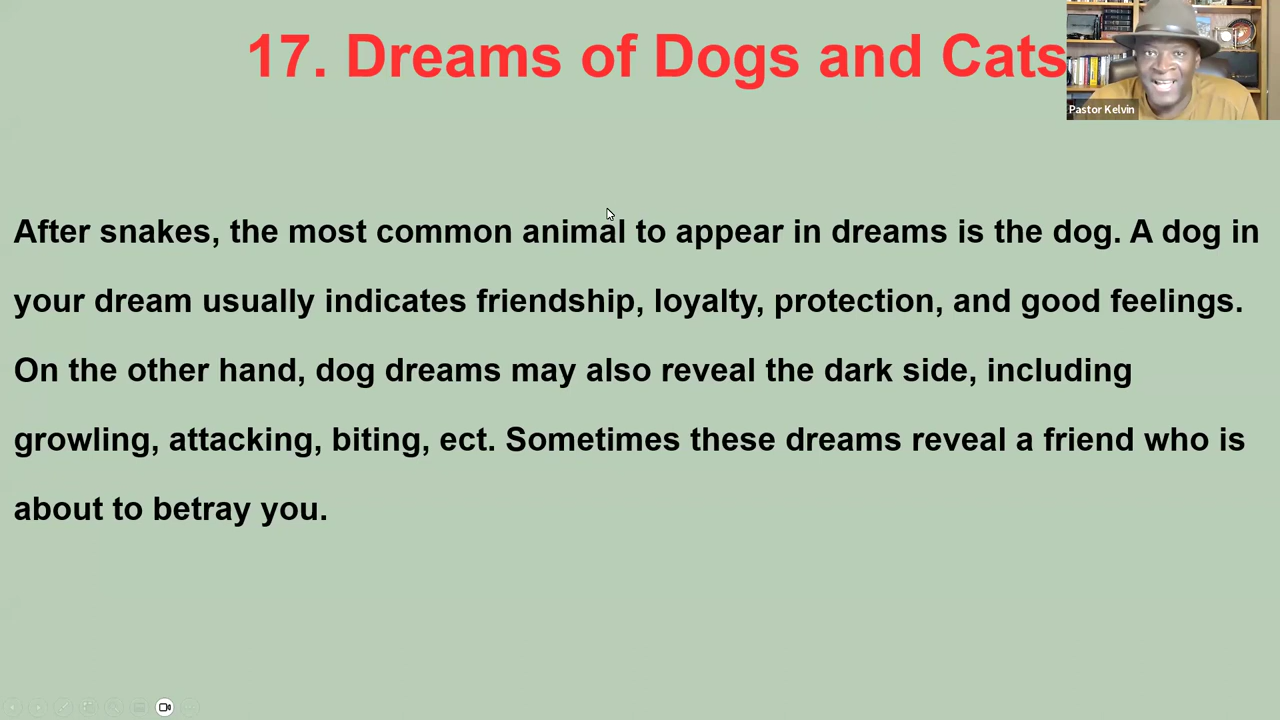 17. Dreams of Dogs and Cats
Pastor Kelvin
After snakes, the most common animal to appear in dreams is the dog. A dog in
your dream usually indicates friendship, loyalty, protection, and good feelings.
On the other hand, dog dreams may also reveal the dark side, including
growling, attacking, biting, ect. Sometimes these dreams reveal a friend who is
about to betray you.